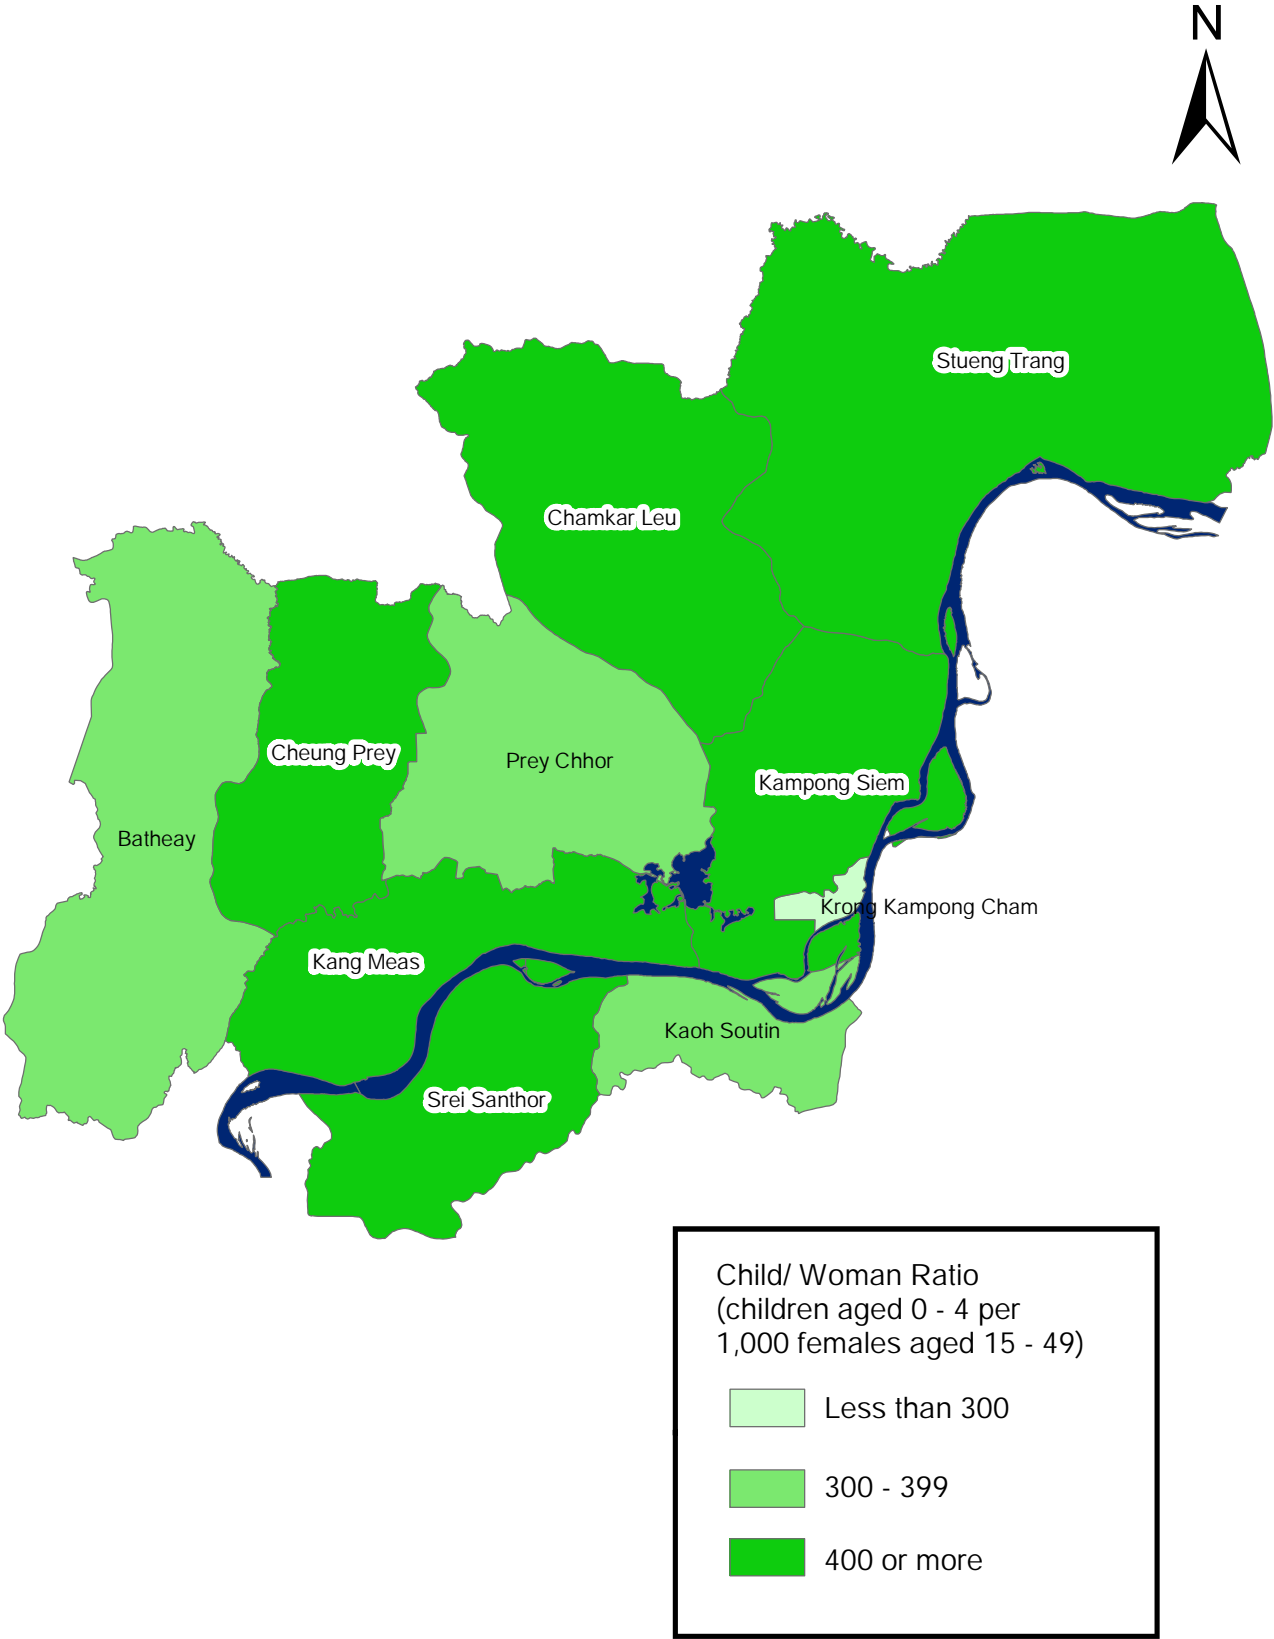 N
Stueng Trang
Chamkar Leu
Cheung Prey
Prey Chhor
Kampong Siem
Batheay
Krong Kampong Cham
Kang Meas
Kaoh Soutin
Srei Santhor
Child/ Woman Ratio
(children aged 0 - 4 per
1,000 females aged 15 - 49)
Less than 300
300 - 399
400 or more